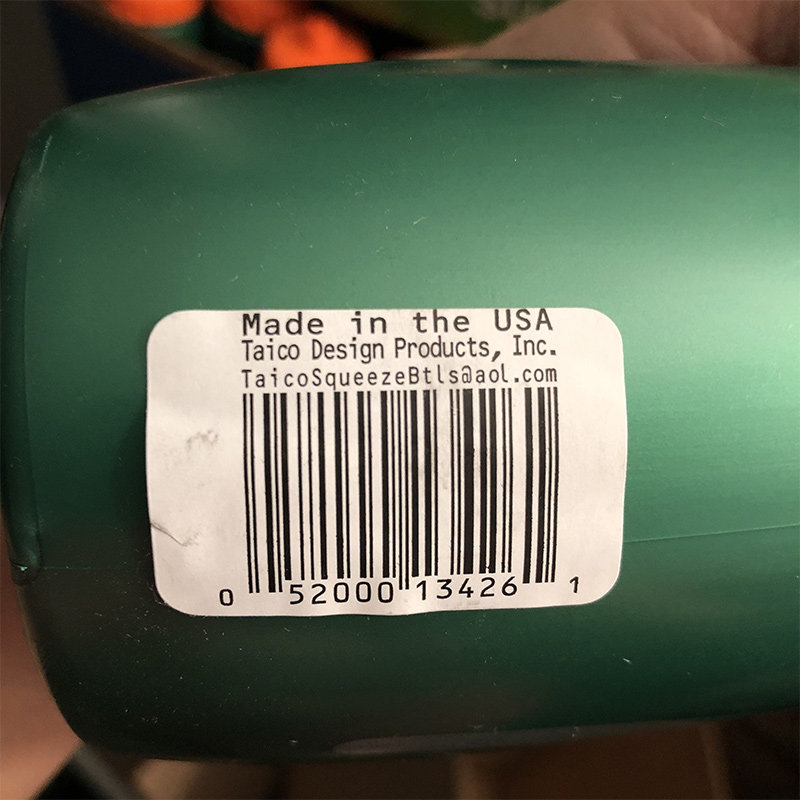 Made in the USA
Taico Design Products, Inc.
TaicoSqueezeBtls@aol.com
0 52000 13426 1